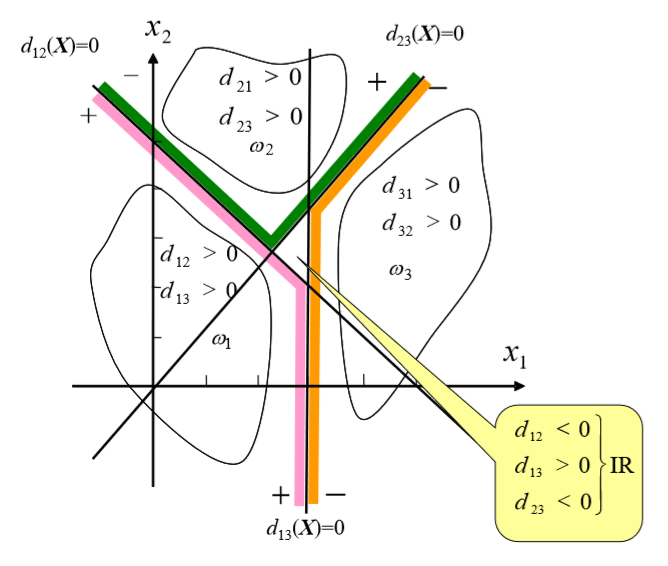 x₂
d₁₂(X)=0
d₂₃(X)=0
−
+
+
−
d₂₁ > 0
d₂₃ > 0
ω₂
d₃₁ > 0
d₃₂ > 0
ω₃
d₁₂ > 0
d₁₃ > 0
ω₁
x₁
d₁₂ < 0
d₁₃ > 0
IR
d₂₃ < 0
+
−
d₁₃(X)=0